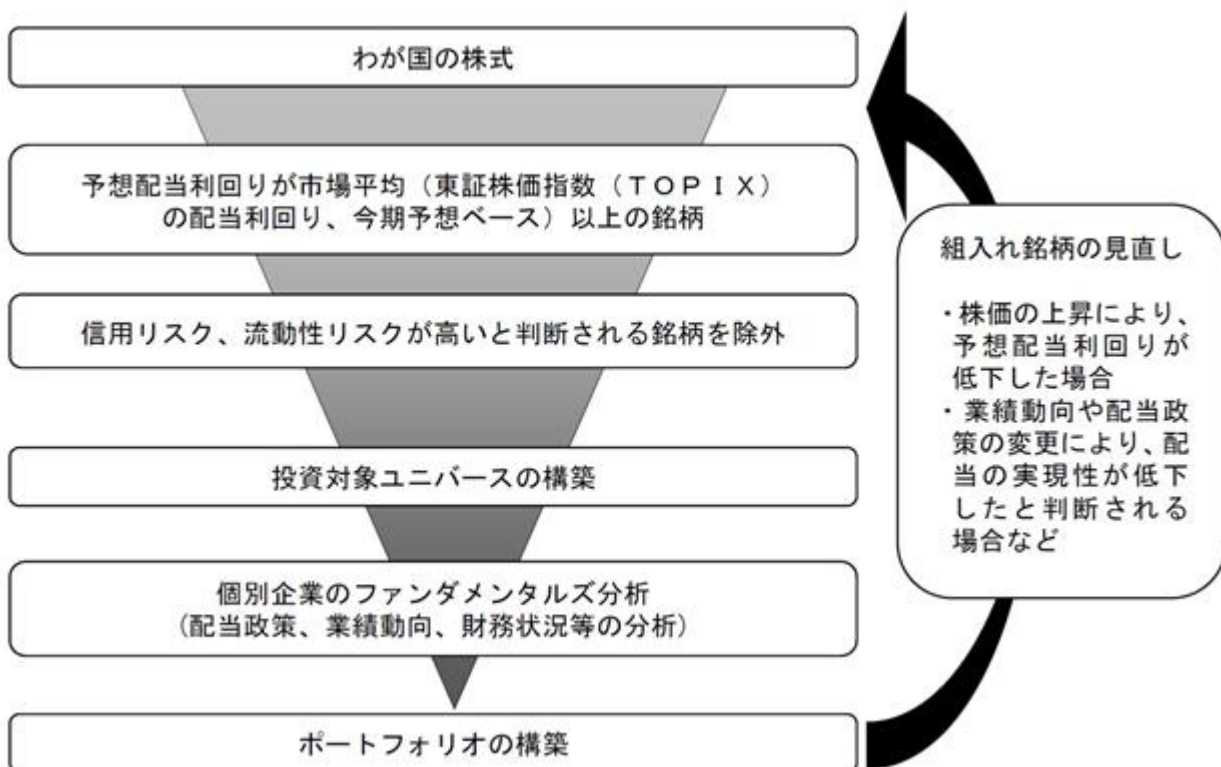 わが国の株式
予想配当利回りが市場平均（東証株価指数（ＴＯＰＩＸ）
の配当利回り、今期予想ベース）以上の銘柄
信用リスク、流動性リスクが高いと判断される銘柄を除外
投資対象ユニバースの構築
個別企業のファンダメンタルズ分析
（配当政策、業績動向、財務状況等の分析）
ポートフォリオの構築
組入れ銘柄の見直し
・株価の上昇により、
予想配当利回りが
低下した場合
・業績動向や配当政
策の変更により、配
当の実現性が低下
したと判断される
場合など